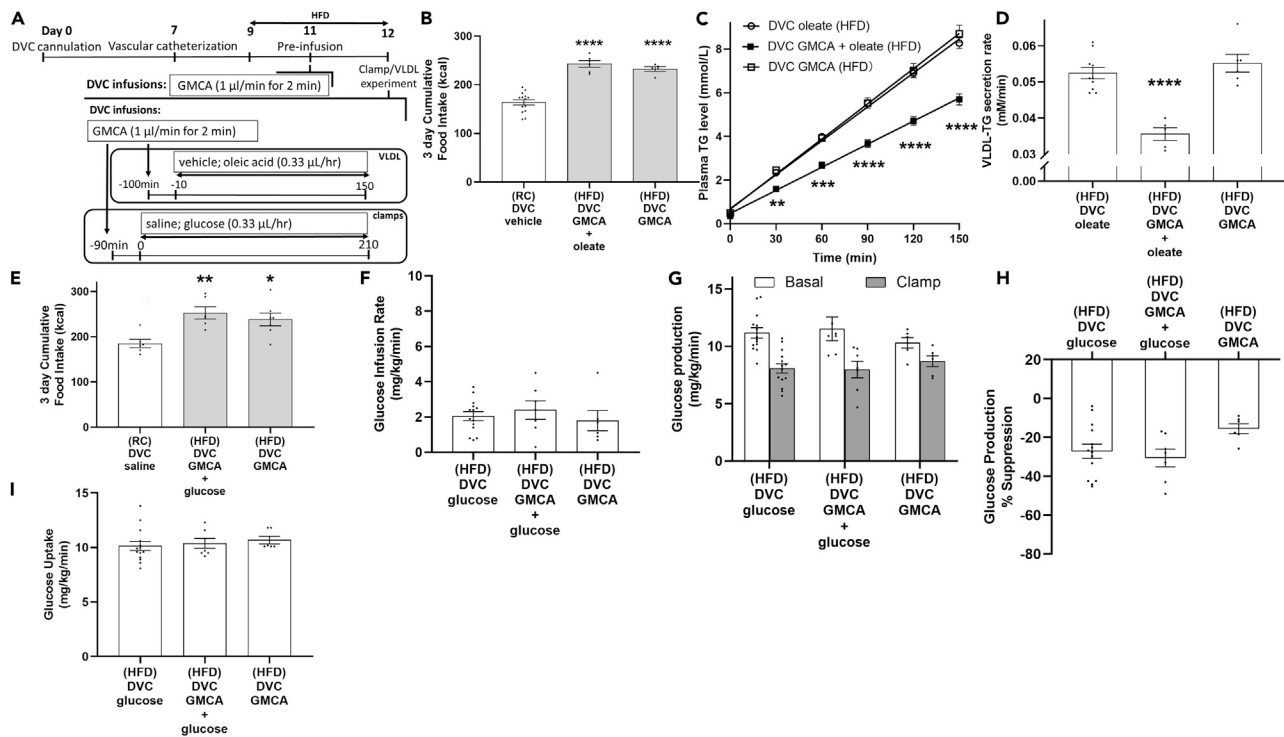 A
Day 0
7
9
HFD
11
12
DVC cannulation
Vascular catheterization
Pre-infusion
Clamp/VLDL
experiment
DVC infusions:
GMCA (1 µl/min for 2 min)
DVC infusions:
GMCA (1 µl/min for 2 min)
vehicle; oleic acid (0.33 µL/hr)
VLDL
-100min
-10
150
saline; glucose (0.33 µL/hr)
clamps
-90min
0
210
B
3 day Cumulative
Food Intake (kcal)
300
200
100
0
****
****
(RC)
DVC
vehicle
(HFD)
DVC
GMCA
+
oleate
(HFD)
DVC
GMCA
C
DVC oleate (HFD)
DVC GMCA + oleate (HFD)
DVC GMCA (HFD)
Plasma TG level (mmol/L)
8
6
4
2
0
**
***
****
****
****
0
30
60
90
120
150
Time (min)
D
VLDL-TG secretion rate
(mM/min)
0.06
0.05
0.04
0.03
0.00
****
(HFD)
DVC
oleate
(HFD)
DVC
GMCA
+
oleate
(HFD)
DVC
GMCA
E
3 day Cumulative
Food Intake (kcal)
300
200
100
0
**
*
(RC)
DVC
saline
(HFD)
DVC
GMCA
+
glucose
(HFD)
DVC
GMCA
F
Glucose Infusion Rate
(mg/kg/min)
10
8
6
4
2
0
(HFD)
DVC
glucose
(HFD)
DVC
GMCA
+
glucose
(HFD)
DVC
GMCA
G
Basal
Clamp
Glucose production
(mg/kg/min)
15
10
5
0
(HFD)
DVC
glucose
(HFD)
DVC
GMCA
+
glucose
(HFD)
DVC
GMCA
H
(HFD)
DVC
glucose
(HFD)
DVC
GMCA
+
glucose
(HFD)
DVC
GMCA
Glucose Production
% Suppression
20
0
-20
-40
-60
-80
I
Glucose Uptake
(mg/kg/min)
15
10
5
0
(HFD)
DVC
glucose
(HFD)
DVC
GMCA
+
glucose
(HFD)
DVC
GMCA